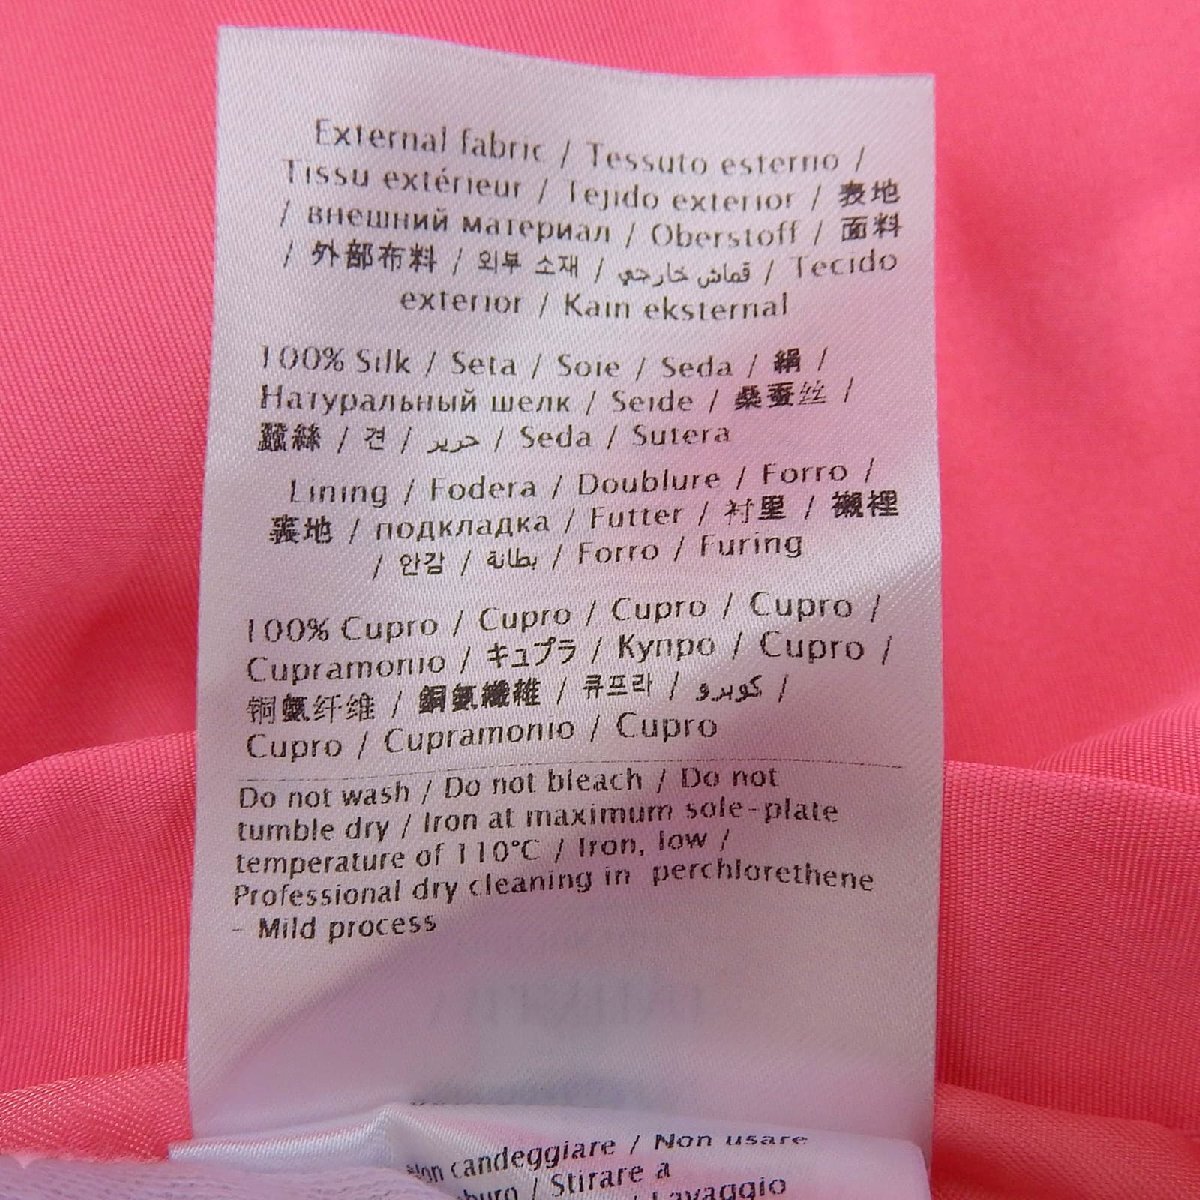 External fabric / Tessuto esterno /
Tissu extérieur / Tejido exterior / 表地
/ внешний материал / Oberstoff / 面料
/ 外部布料 / 외부 소재 / قماش خارجي / Tecido
exterior / Kain eksternal
100% Silk / Seta / Soie / Seda / 絹 /
Натуральный шелк / Seide / 桑蚕丝 /
蠶絲 / 견 / حرير / Seda / Sutera
Lining / Fodera / Doublure / Forro /
裏地 / подкладка / Futter / 衬里 / 襯裡
/ 안감 / بطانة / Forro / Furing
100% Cupro / Cupro / Cupro / Cupro /
Cupramonio / キュプラ / Купро / Cupro /
铜氨纤维 / 銅氨纖維 / 큐프라 / كوبرو /
Cupro / Cupramonio / Cupro
Do not wash / Do not bleach / Do not
tumble dry / Iron at maximum sole-plate
temperature of 110°C / Iron, low /
Professional dry cleaning in perchlorethene
- Mild process
candeggiare / Non usare
/ Stirare a
/ Lavaggio